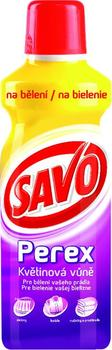 na bělení / na bielenie
SAVO
Perex
Květinová vůně
Pro bělení vašeho prádla
Pre bielenie vašej bielizne